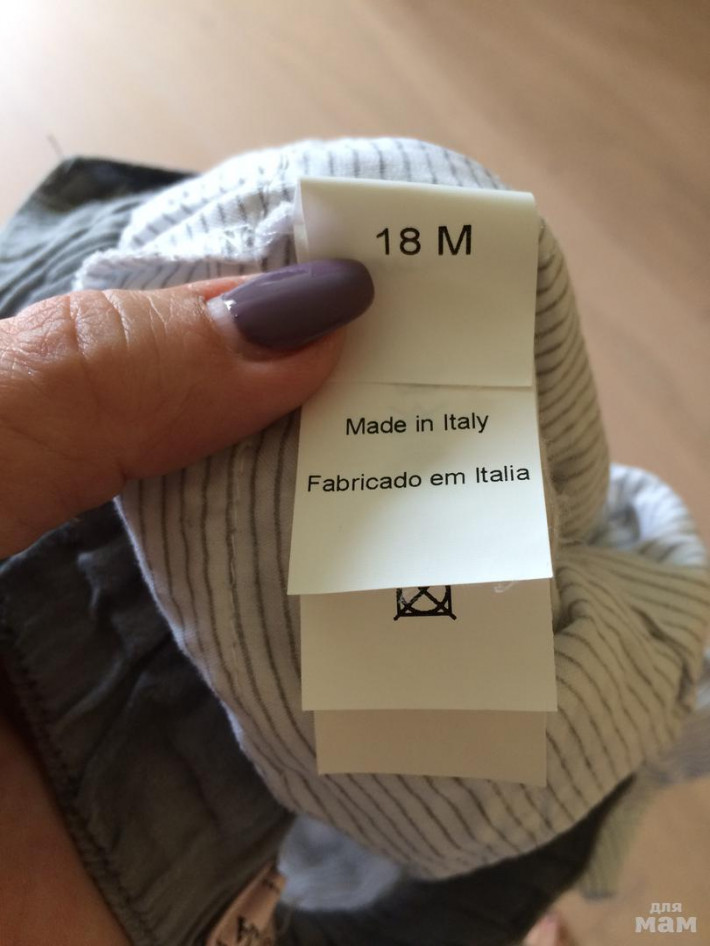 18 M
Made in Italy
Fabricado em Italia
для
мам